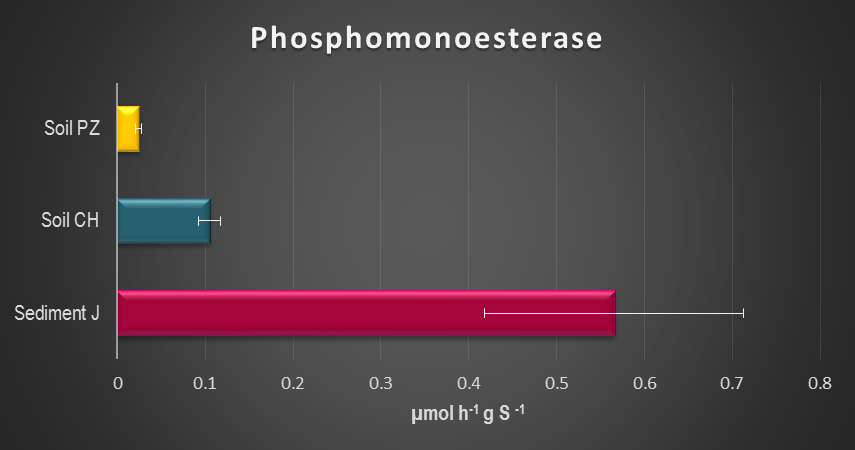 Phosphomonoesterase
Soil PZ
Soil CH
Sediment J
0 0.1 0.2 0.3 0.4 0.5 0.6 0.7 0.8
µmol h⁻¹ g S ⁻¹